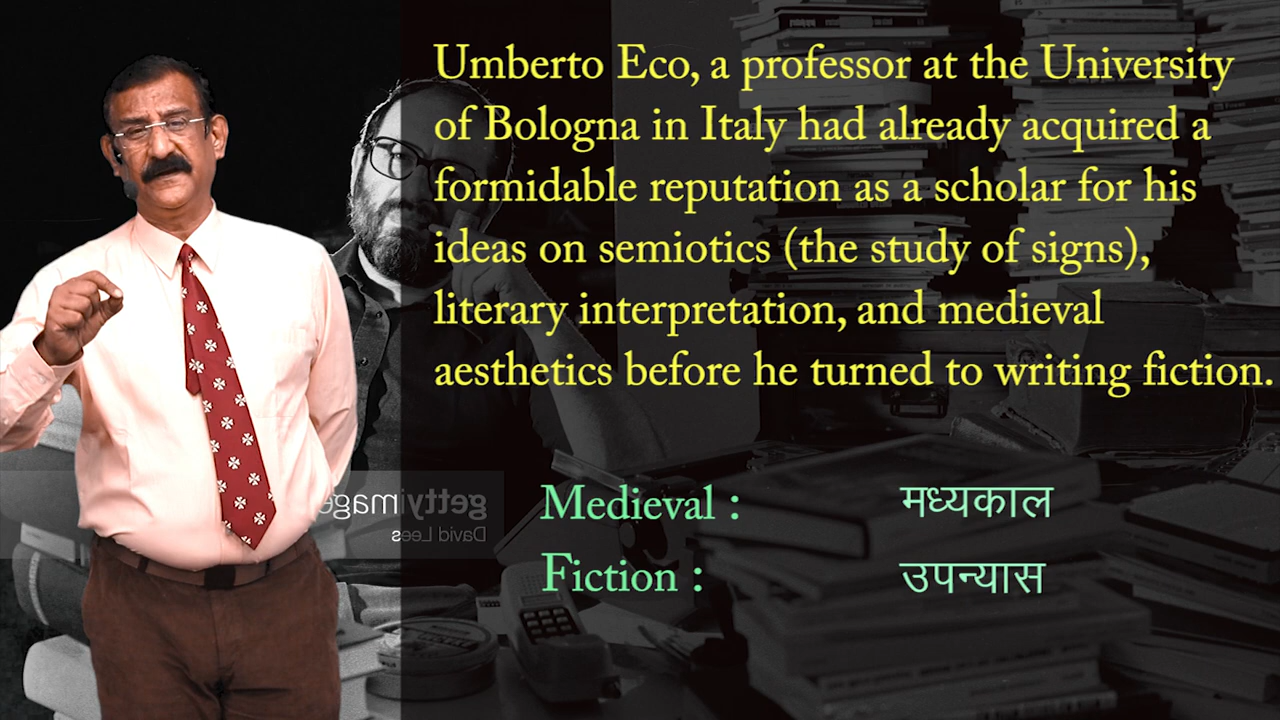 Umberto Eco, a professor at the University
of Bologna in Italy had already acquired a
formidable reputation as a scholar for his
ideas on semiotics (the study of signs),
literary interpretation, and medieval
aesthetics before he turned to writing fiction.
Medieval : मध्यकाल
Fiction : उपन्यास
gettyimage
David Lees